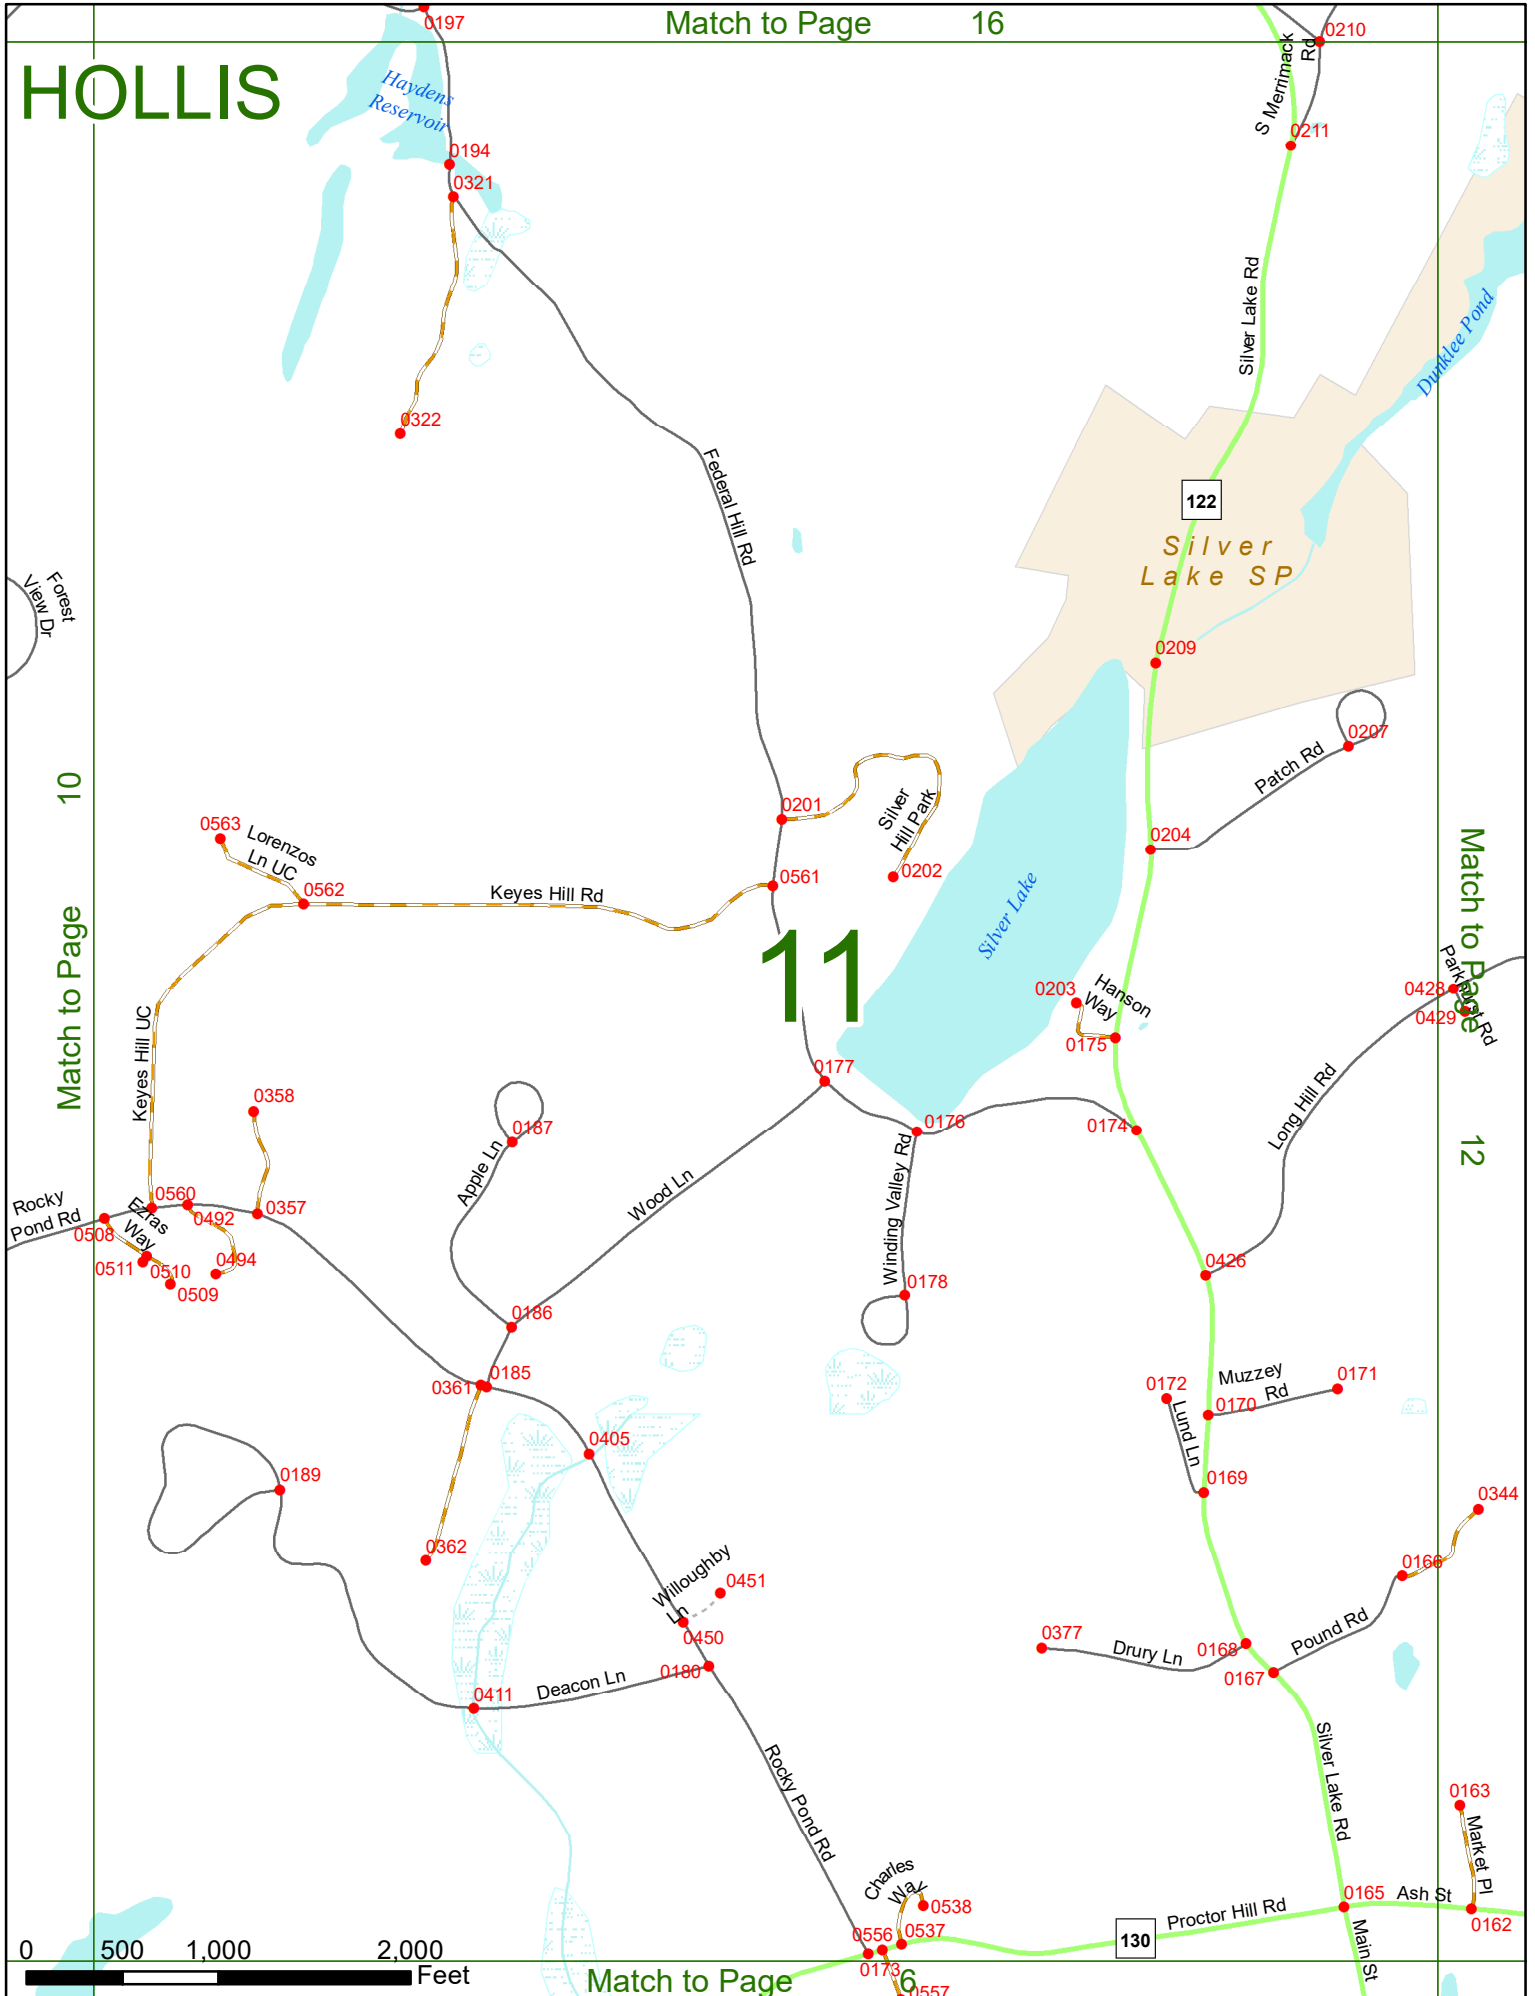 0197
Match to Page 16
0210
HOLLIS
Haydens
Reservoir
S Merrimack
Rd
0211
0194
0321
Silver Lake Rd
Dunklee Pond
0322
Federal Hill Rd
122
Silver
Lake SP
Forest
View Dr
0209
0207
Patch Rd
10
Match to Page
0201
Silver
Hill Park
0202
0204
0563
Lorenzos
Ln UC
0562
Keyes Hill Rd
0561
Silver Lake
11
Match to Page
12
0203
Hanson
Way
0175
0428
0429
Parkhurst Rd
Keyes Hill UC
0177
0358
0187
Apple Ln
0176
0174
Long Hill Rd
Wood Ln
Winding Valley Rd
Rocky
Pond Rd
0508
0560
Ezras
Way
0492
0357
0511
0510
0509
0494
0426
0178
0186
0361
0185
0172
Lund Ln
Muzzey
Rd
0171
0170
0405
0189
0169
0344
0362
0166
Willoughby
Ln
0451
0450
0377
Drury Ln
0168
Pound Rd
0167
0180
Deacon Ln
0411
Rocky Pond Rd
Silver Lake Rd
0163
Market Pl
Charles
Way
0538
0165
Ash St
0162
Proctor Hill Rd
130
Main St
0556
0537
0173
0557
0 500 1,000 2,000
Feet
Match to Page 6